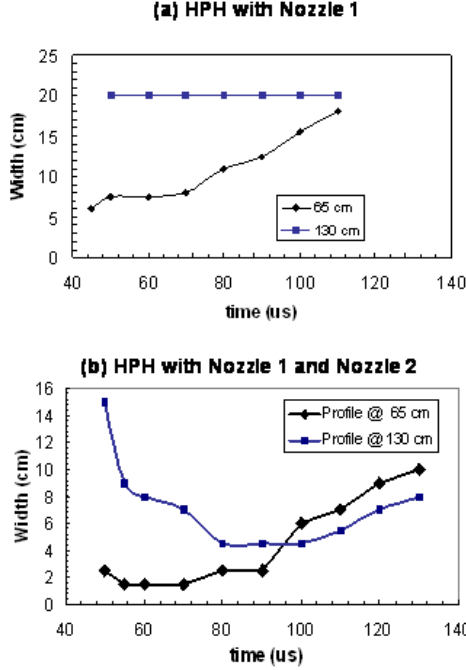 (a) HPH with Nozzle 1
25
20
15
10
5
0
Width (cm)
65 cm
130 cm
40 60 80 100 120 140
time (us)
(b) HPH with Nozzle 1 and Nozzle 2
16
14
12
10
8
6
4
2
0
Width (cm)
Profile @ 65 cm
Profile @ 130 cm
40 60 80 100 120 140
time (us)